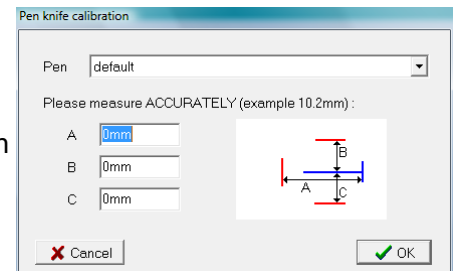 Pen knife calibration
Pen default
Please measure ACCURATELY (example 10.2mm) :
A 0mm
B 0mm
C 0mm
B
A
C
Cancel OK